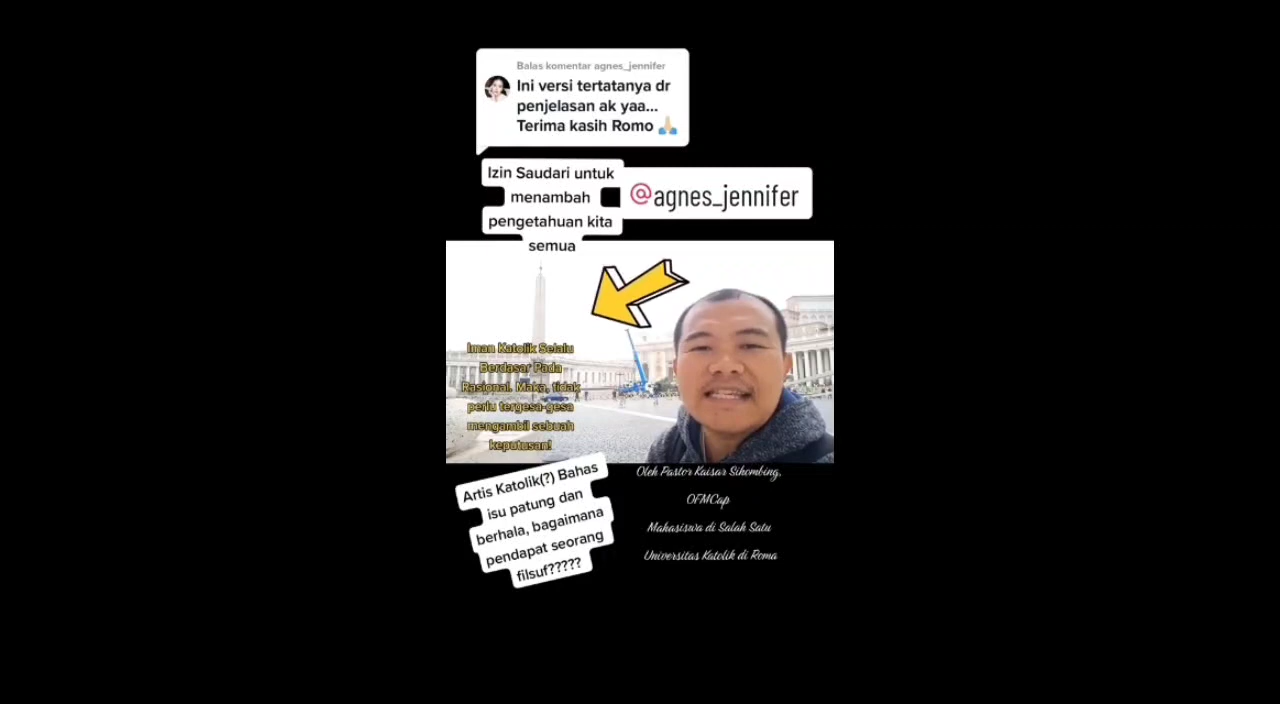 Balas komentar agnes_jennifer
Ini versi tertatanya dr
penjelasan ak yaa...
Terima kasih Romo 🙏🏼
Izin Saudari untuk
menambah
pengetahuan kita
semua
@agnes_jennifer
Iman Katolik Selalu
Berdasar Pada
Rasional. Maka, tidak
perlu tergesa-gesa
mengambil sebuah
keputusan!
Artis Katolik(?) Bahas
isu patung dan
berhala, bagaimana
pendapat seorang
filsuf?????
Oleh Pastor Kaisar Sihombing,
OFMCap
Mahasiswa di Salah Satu
Universitas Katolik di Roma